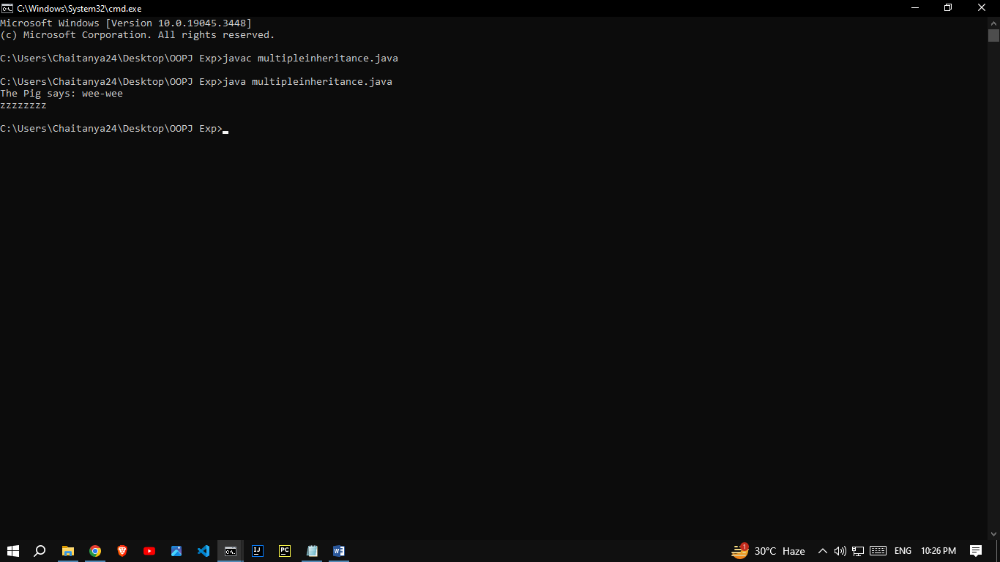 C:\Windows\System32\cmd.exe
Microsoft Windows [Version 10.0.19045.3448]
(c) Microsoft Corporation. All rights reserved.
C:\Users\Chaitanya24\Desktop\OOPJ Exp>javac multipleinheritance.java
C:\Users\Chaitanya24\Desktop\OOPJ Exp>java multipleinheritance.java
The Pig says: wee-wee
zzzzzzzz
C:\Users\Chaitanya24\Desktop\OOPJ Exp>
C:\. IJ PC W 1 30°C Haze ENG 10:26 PM